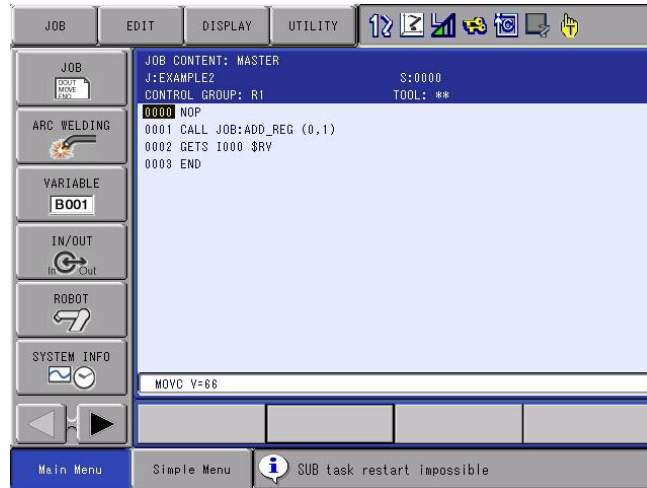 JOB
EDIT
DISPLAY
UTILITY
JOB
DOUT
MOVE
END
ARC WELDING
VARIABLE
B001
IN/OUT
In Out
ROBOT
SYSTEM INFO
JOB CONTENT: MASTER
J:EXAMPLE2 S:0000
CONTROL GROUP: R1 TOOL: **
0000 NOP
0001 CALL JOB:ADD_REG (0,1)
0002 GETS I000 $RV
0003 END
MOVC V=66
Main Menu
Simple Menu
SUB task restart impossible